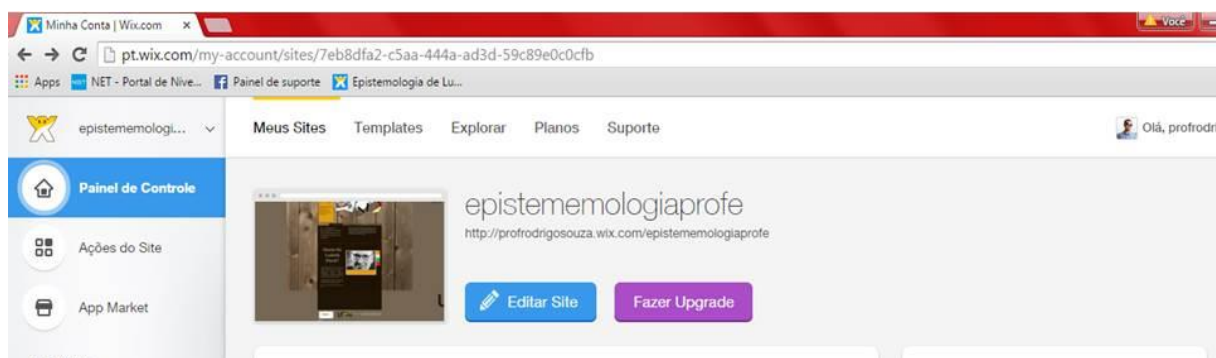 Minha Conta | Wix.com
Você
pt.wix.com/my-account/sites/7eb8dfa2-c5aa-444a-ad3d-59c89e0c0cfb
Apps NET - Portal de Nive... Painel de suporte Epistemologia de Lu...
epistememologi... Meus Sites Templates Explorar Planos Suporte Olá, profrodri
Painel de Controle
epistememologiaprofe
http://profrodrigosouza.wix.com/epistememologiaprofe
Ações do Site
Editar Site Fazer Upgrade
App Market